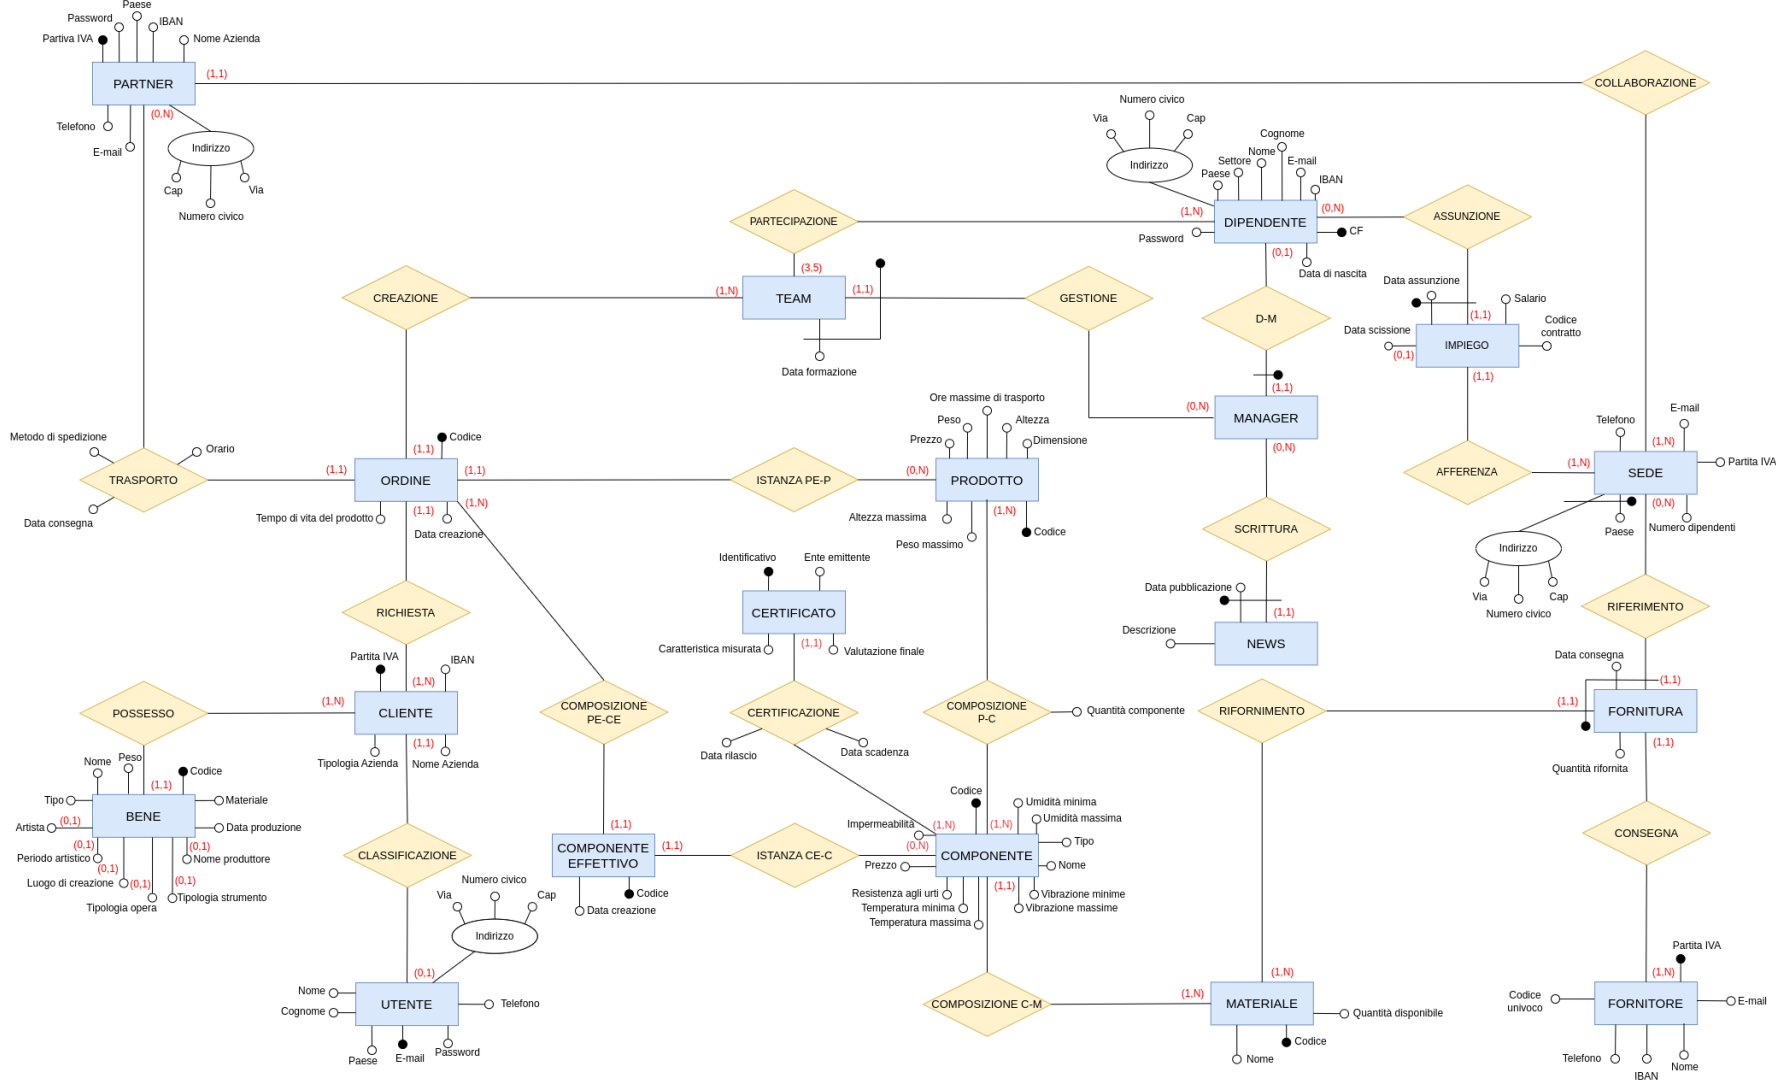 Paese
Password
IBAN
Partiva IVA
Nome Azienda
PARTNER
(1,1)
(0,N)
Telefono
E-mail
Indirizzo
Cap
Via
Numero civico
COLLABORAZIONE
Numero civico
Via
Cap
Indirizzo
Cognome
Nome
Settore
E-mail
Paese
IBAN
DIPENDENTE
(1,N)
(0,N)
Password
CF
(0,1)
Data di nascita
ASSUNZIONE
PARTECIPAZIONE
(3,5)
CREAZIONE
(1,N)
TEAM
(1,1)
GESTIONE
Data formazione
D-M
Data assunzione
Salario
(1,1)
Data scissione
Codice
contratto
IMPIEGO
(0,1)
(1,1)
(1,1)
(0,N)
MANAGER
(0,N)
Ore massime di trasporto
Peso
Altezza
Prezzo
Dimensione
(0,N)
PRODOTTO
Altezza massima
(1,N)
Peso massimo
Codice
E-mail
Telefono
(1,N)
(1,N)
Partita IVA
SEDE
AFFERENZA
(0,N)
Paese
Numero dipendenti
Indirizzo
Via
Cap
Numero civico
Metodo di spedizione
Orario
TRASPORTO
Data consegna
(1,1)
(1,1)
Codice
ORDINE
(1,1)
(1,N)
(1,1)
Tempo di vita del prodotto
Data creazione
ISTANZA PE-P
SCRITTURA
Identificativo
Ente emittente
CERTIFICATO
(1,1)
Caratteristica misurata
Valutazione finale
Data pubblicazione
(1,1)
Descrizione
NEWS
RICHIESTA
RIFERIMENTO
Partita IVA
IBAN
(1,N)
(1,N)
CLIENTE
(1,1)
Tipologia Azienda
Nome Azienda
POSSESSO
COMPOSIZIONE
PE-CE
CERTIFICAZIONE
Data rilascio
Data scadenza
COMPOSIZIONE
P-C
Quantità componente
RIFORNIMENTO
Data consegna
(1,1)
(1,1)
FORNITURA
(1,1)
Quantità rifornita
Nome
Peso
Codice
(1,1)
Tipo
Materiale
BENE
Artista
(0,1)
Data produzione
(0,1)
(0,1)
Periodo artistico
Nome produttore
(0,1)
(0,1)
(0,1)
Luogo di creazione
Tipologia opera
Tipologia strumento
CLASSIFICAZIONE
(1,1)
COMPONENTE
EFFETTIVO
(1,1)
Codice
Data creazione
ISTANZA CE-C
Codice
Umidità minima
Impermeabilità
(1,N)
(1,N)
Umidità massima
(0,N)
Tipo
COMPONENTE
Prezzo
Nome
(1,1)
Resistenza agli urti
Vibrazione minime
Temperatura minima
Vibrazione massime
Temperatura massima
CONSEGNA
Numero civico
Via
Cap
Indirizzo
(0,1)
Nome
Cognome
UTENTE
Telefono
Paese
E-mail
Password
COMPOSIZIONE C-M
(1,N)
(1,N)
MATERIALE
Quantità disponibile
Codice
Nome
Partita IVA
(1,N)
Codice
univoco
FORNITORE
E-mail
Telefono
IBAN
Nome